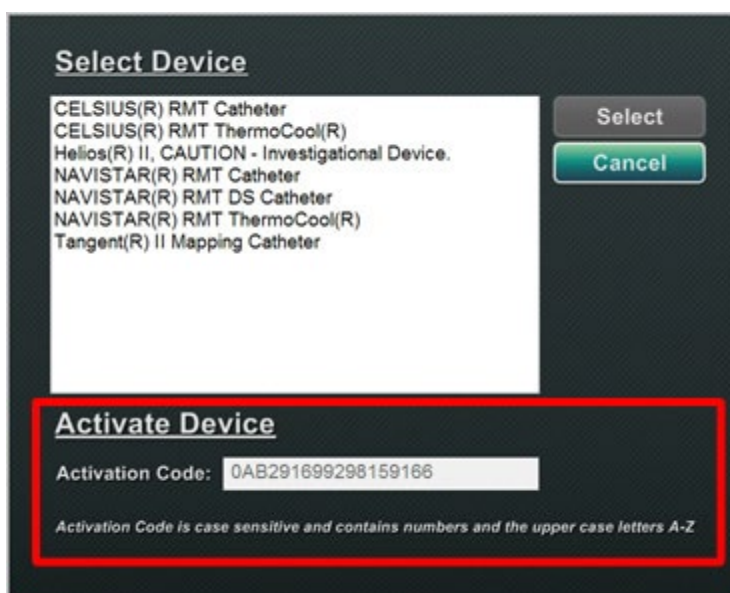 Select Device
CELSIUS(R) RMT Catheter
CELSIUS(R) RMT ThermoCool(R)
Helios(R) II, CAUTION - Investigational Device.
NAVISTAR(R) RMT Catheter
NAVISTAR(R) RMT DS Catheter
NAVISTAR(R) RMT ThermoCool(R)
Tangent(R) II Mapping Catheter
Select
Cancel
Activate Device
Activation Code: 0AB291699298159166
Activation Code is case sensitive and contains numbers and the upper case letters A-Z